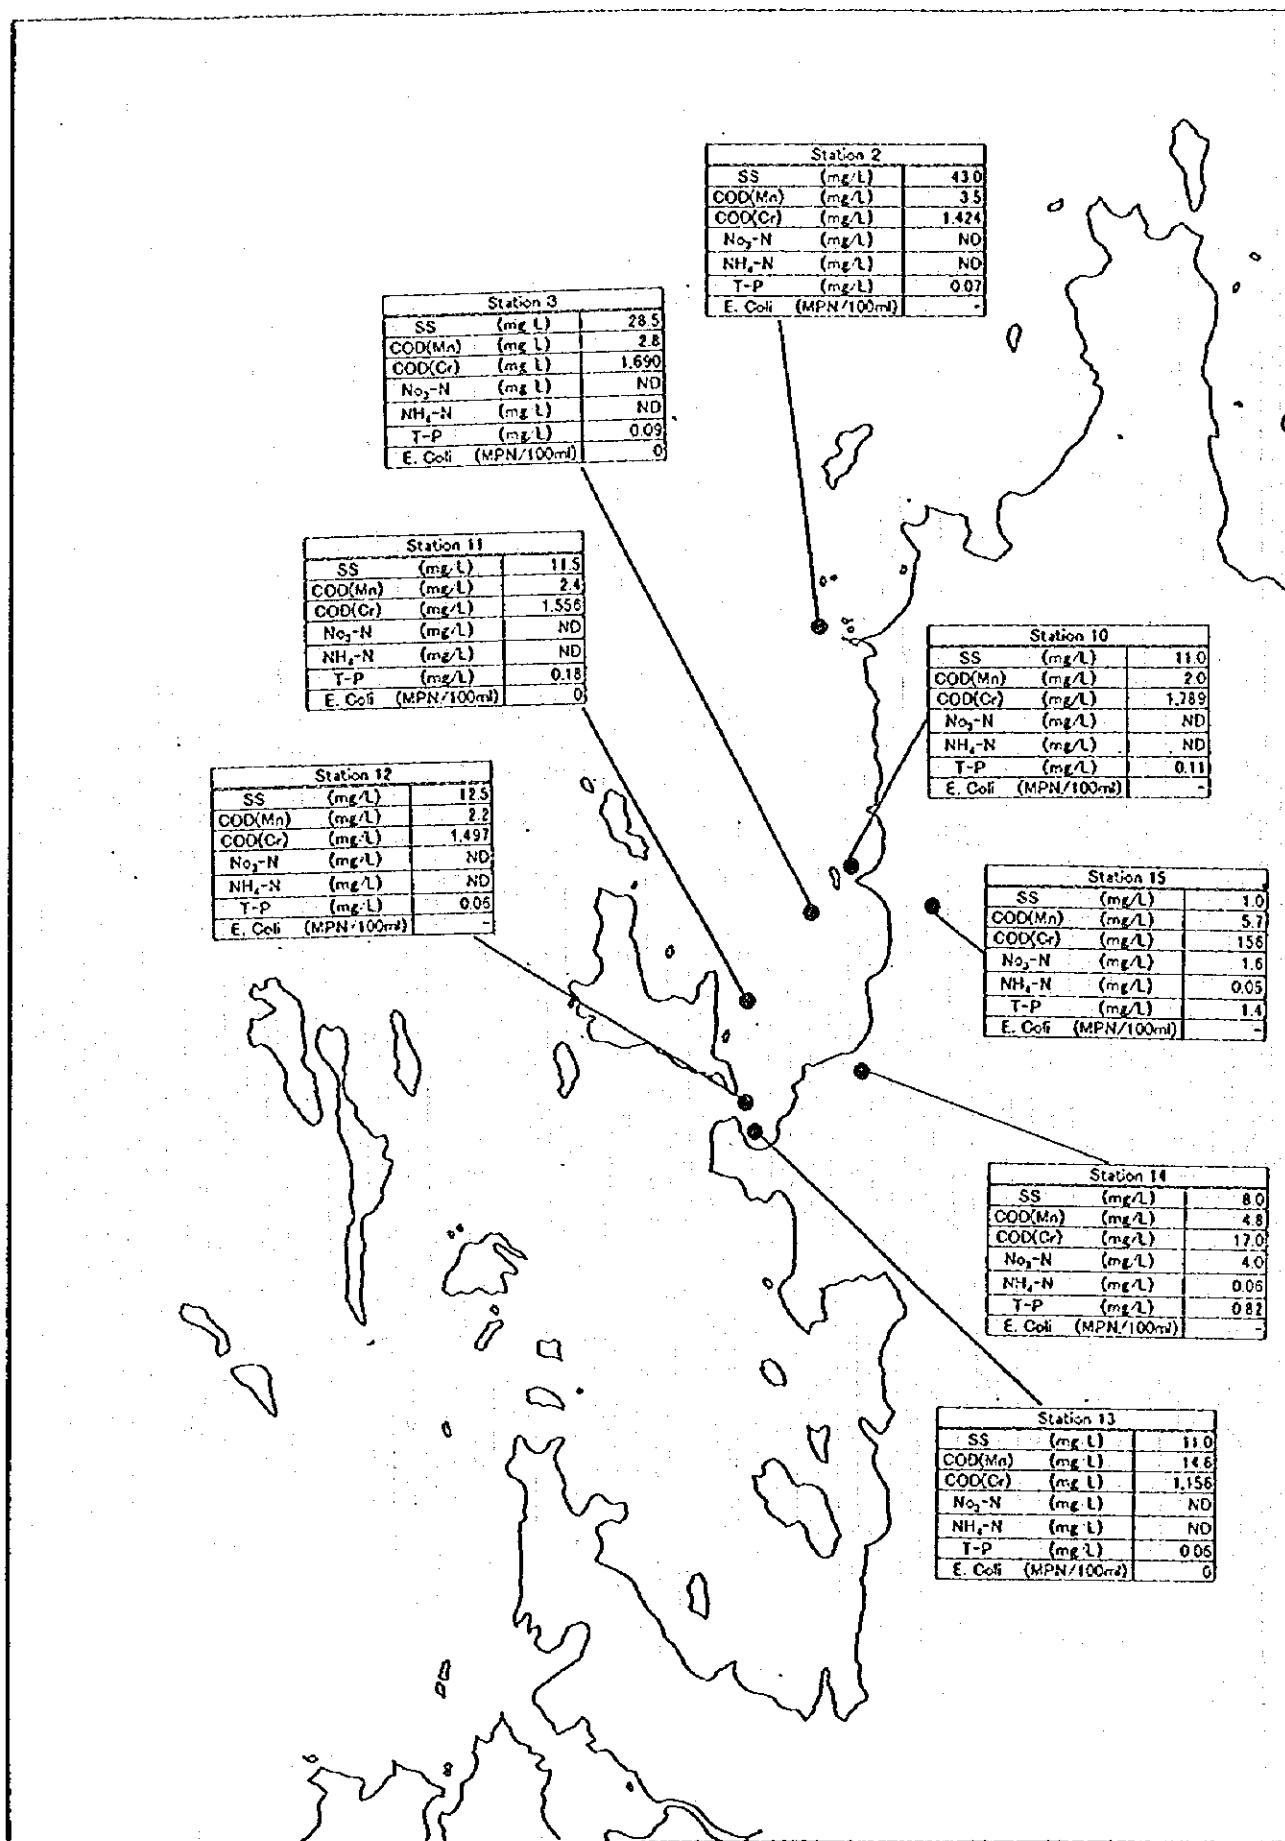 Station 2
SS (mg/L) 43.0
COD(Mn) (mg/L) 3.5
COD(Cr) (mg/L) 1.424
No3-N (mg/L) ND
NH4-N (mg/L) ND
T-P (mg/L) 0.07
E. Coli (MPN/100ml) -
Station 3
SS (mg L) 28.5
COD(Mn) (mg L) 2.8
COD(Cr) (mg L) 1.690
No3-N (mg L) ND
NH4-N (mg L) ND
T-P (mg/L) 0.09
E. Coli (MPN/100ml) 0
Station 11
SS (mg/L) 11.5
COD(Mn) (mg/L) 2.4
COD(Cr) (mg/L) 1.556
No3-N (mg/L) ND
NH4-N (mg/L) ND
T-P (mg/L) 0.18
E. Coli (MPN/100ml) 0
Station 10
SS (mg/L) 11.0
COD(Mn) (mg/L) 2.0
COD(Cr) (mg/L) 1,289
No3-N (mg/L) ND
NH4-N (mg/L) ND
T-P (mg/L) 0.11
E. Coli (MPN/100ml) -
Station 12
SS (mg/L) 12.5
COD(Mn) (mg/L) 2.2
COD(Cr) (mg/L) 1,497
No3-N (mg/L) ND
NH4-N (mg/L) ND
T-P (mg/L) 0.06
E. Coli (MPN/100ml) -
Station 15
SS (mg/L) 1.0
COD(Mn) (mg/L) 5.7
COD(Cr) (mg/L) 156
No3-N (mg/L) 1.6
NH4-N (mg/L) 0.05
T-P (mg/L) 1.4
E. Coli (MPN/100ml) -
Station 14
SS (mg/L) 8.0
COD(Mn) (mg/L) 4.8
COD(Cr) (mg/L) 17.0
No3-N (mg/L) 4.0
NH4-N (mg/L) 0.06
T-P (mg/L) 0.82
E. Coli (MPN/100ml) -
Station 13
SS (mg L) 11.0
COD(Mn) (mg L) 14.6
COD(Cr) (mg L) 1,156
No3-N (mg L) ND
NH4-N (mg L) ND
T-P (mg L) 0.06
E. Coli (MPN/100ml) 0